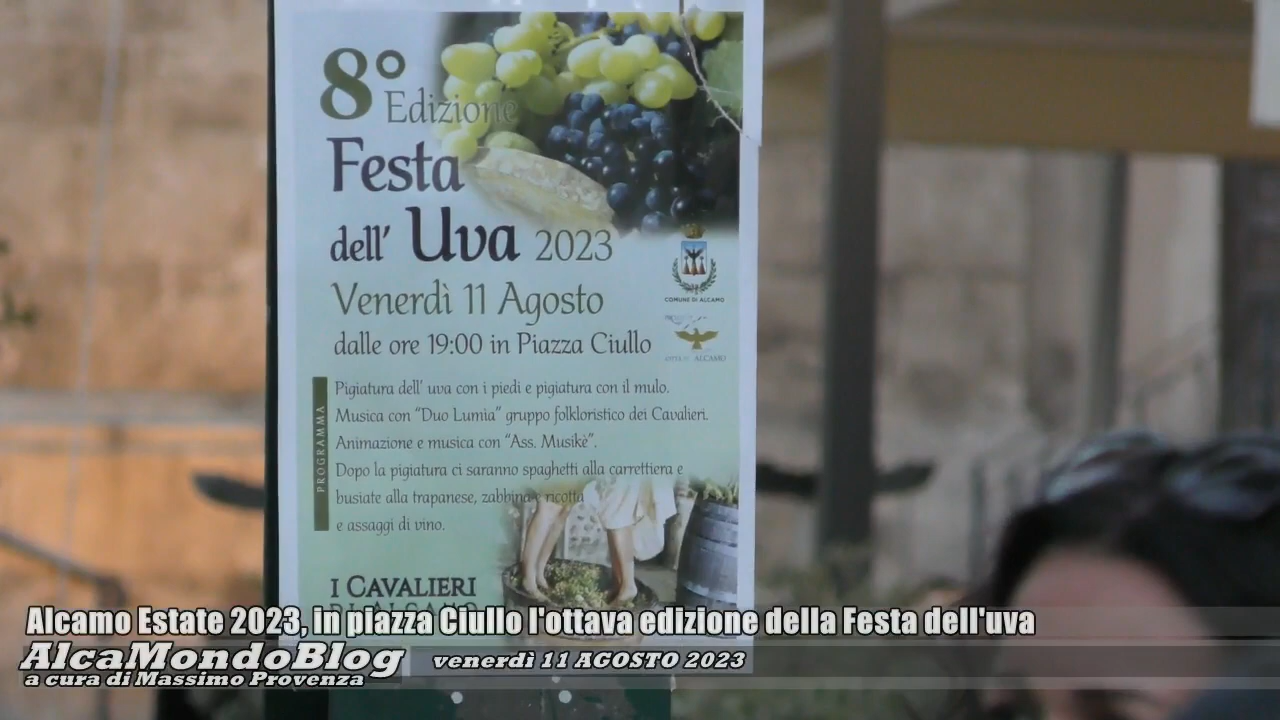 8° Edizione
Festa
dell' Uva 2023
COMUNE DI ALCAMO
Venerdì 11 Agosto
dalle ore 19:00 in Piazza Ciullo
ALCAMO
PROGRAMMA
Pigiatura dell' uva con i piedi e pigiatura con il mulo.
Musica con "Duo Lumia" gruppo folkloristico dei Cavalieri.
Animazione e musica con "Ass. Musikè".
Dopo la pigiatura ci saranno spaghetti alla carrettiera e
busiate alla trapanese, zabbina e ricotta
e assaggi di vino.
I CAVALIERI
DI ALCAMO
Alcamo Estate 2023, in piazza Ciullo l'ottava edizione della Festa dell'uva
AlcaMondoBlog venerdì 11 AGOSTO 2023
a cura di Massimo Provenza